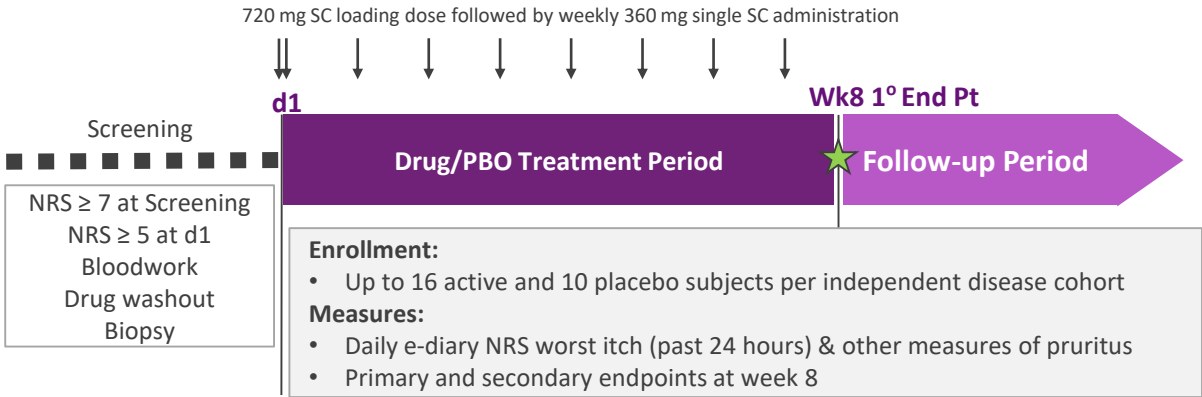 720 mg SC loading dose followed by weekly 360 mg single SC administration
d1
Wk8 1º End Pt
Screening
Drug/PBO Treatment Period
Follow-up Period
NRS ≥ 7 at Screening
NRS ≥ 5 at d1
Bloodwork
Drug washout
Biopsy
Enrollment:
• Up to 16 active and 10 placebo subjects per independent disease cohort
Measures:
• Daily e-diary NRS worst itch (past 24 hours) & other measures of pruritus
• Primary and secondary endpoints at week 8